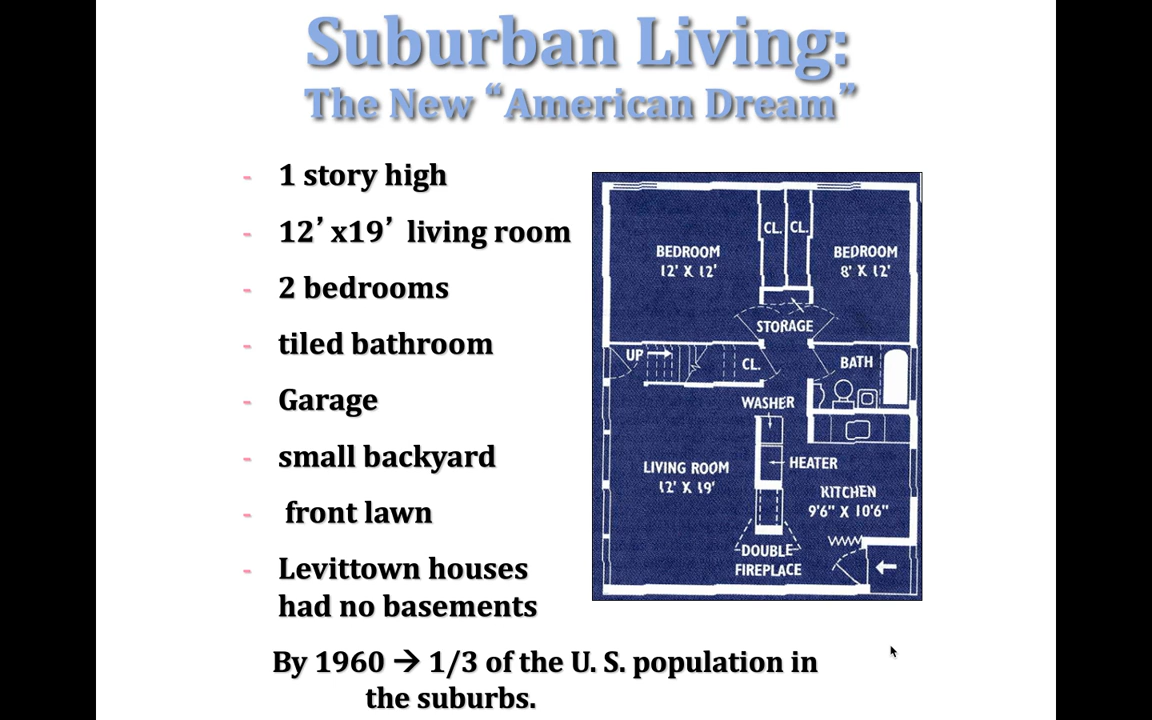 Suburban Living:
The New “American Dream”
- 1 story high
- 12’ x19’ living room
- 2 bedrooms
- tiled bathroom
- Garage
- small backyard
- front lawn
- Levittown houses
had no basements
By 1960 → 1/3 of the U. S. population in
the suburbs.
CL. CL.
BEDROOM
12' X 12'
BEDROOM
8' X 12'
STORAGE
UP
CL.
BATH
WASHER
HEATER
LIVING ROOM
12' X 19'
KITCHEN
9'6" X 10'6"
DOUBLE
FIREPLACE